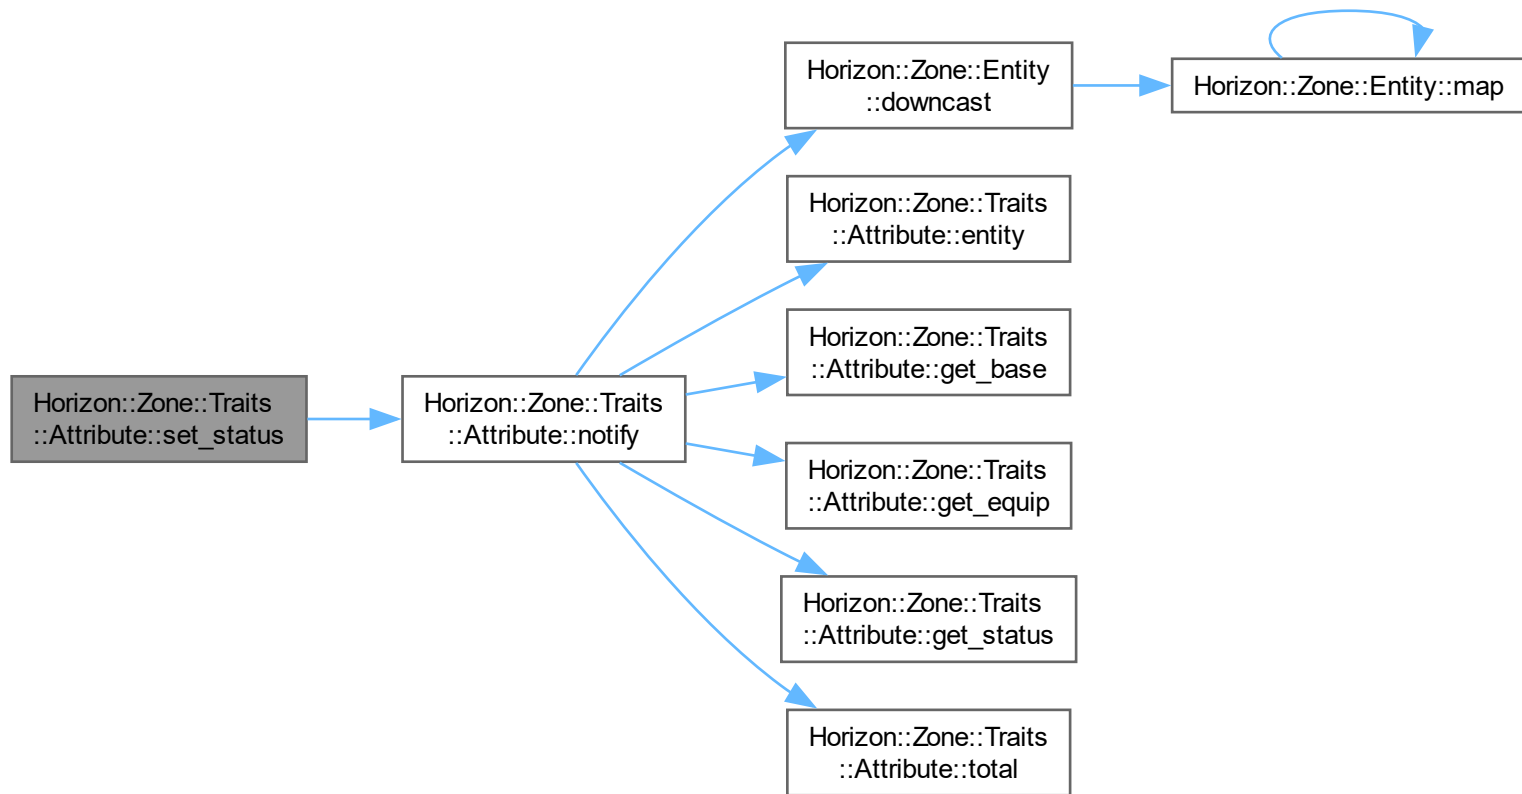 Horizon::Zone::Traits
::Attribute::set_status
Horizon::Zone::Traits
::Attribute::notify
Horizon::Zone::Entity
::downcast
Horizon::Zone::Entity::map
Horizon::Zone::Traits
::Attribute::entity
Horizon::Zone::Traits
::Attribute::get_base
Horizon::Zone::Traits
::Attribute::get_equip
Horizon::Zone::Traits
::Attribute::get_status
Horizon::Zone::Traits
::Attribute::total